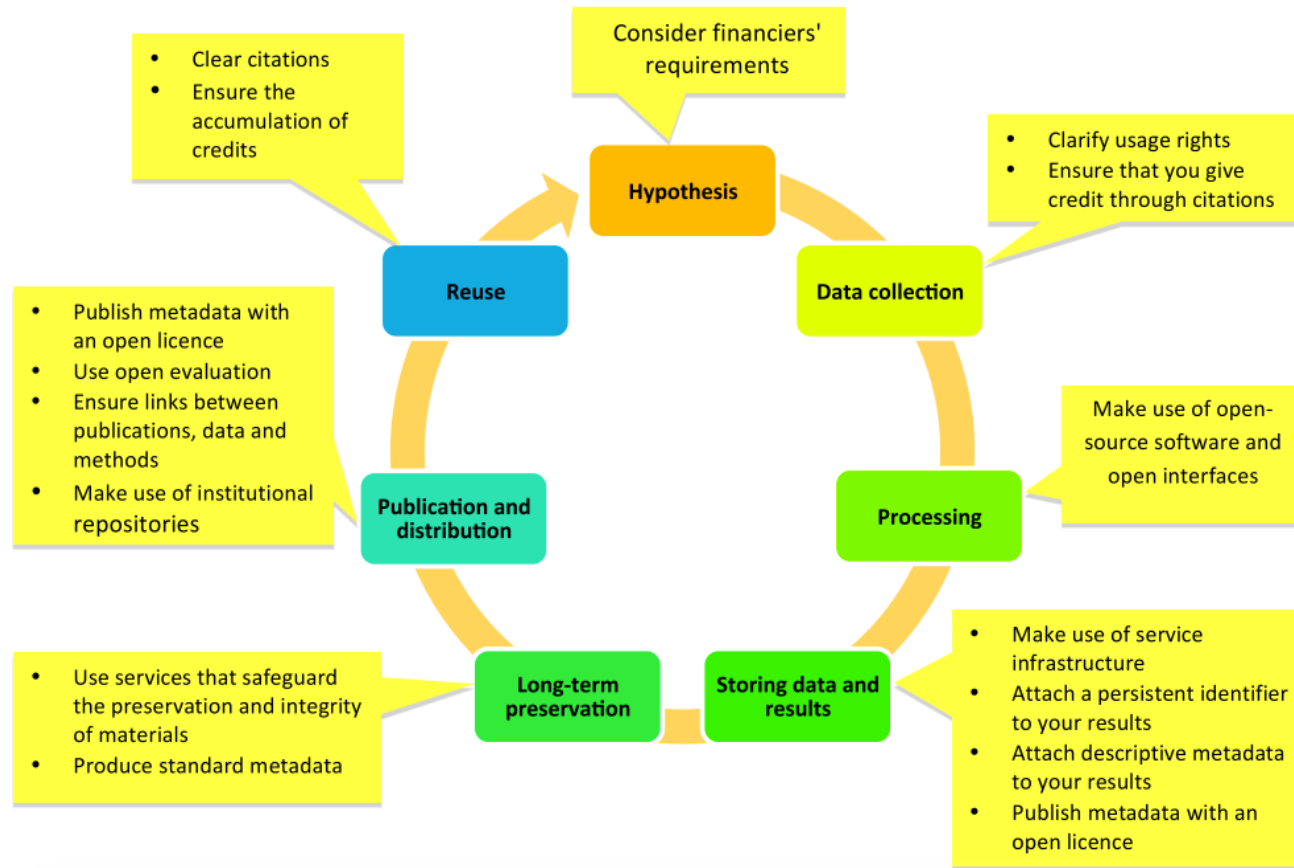 Consider financiers'
requirements
• Clear citations
• Ensure the
accumulation of
credits
• Clarify usage rights
• Ensure that you give
credit through citations
Hypothesis
Reuse
Data collection
• Publish metadata with
an open licence
• Use open evaluation
• Ensure links between
publications, data and
methods
• Make use of institutional
repositories
Make use of open-
source software and
open interfaces
Publication and
distribution
Processing
• Use services that safeguard
the preservation and integrity
of materials
• Produce standard metadata
Long-term
preservation
Storing data and
results
• Make use of service
infrastructure
• Attach a persistent identifier
to your results
• Attach descriptive metadata
to your results
• Publish metadata with an
open licence